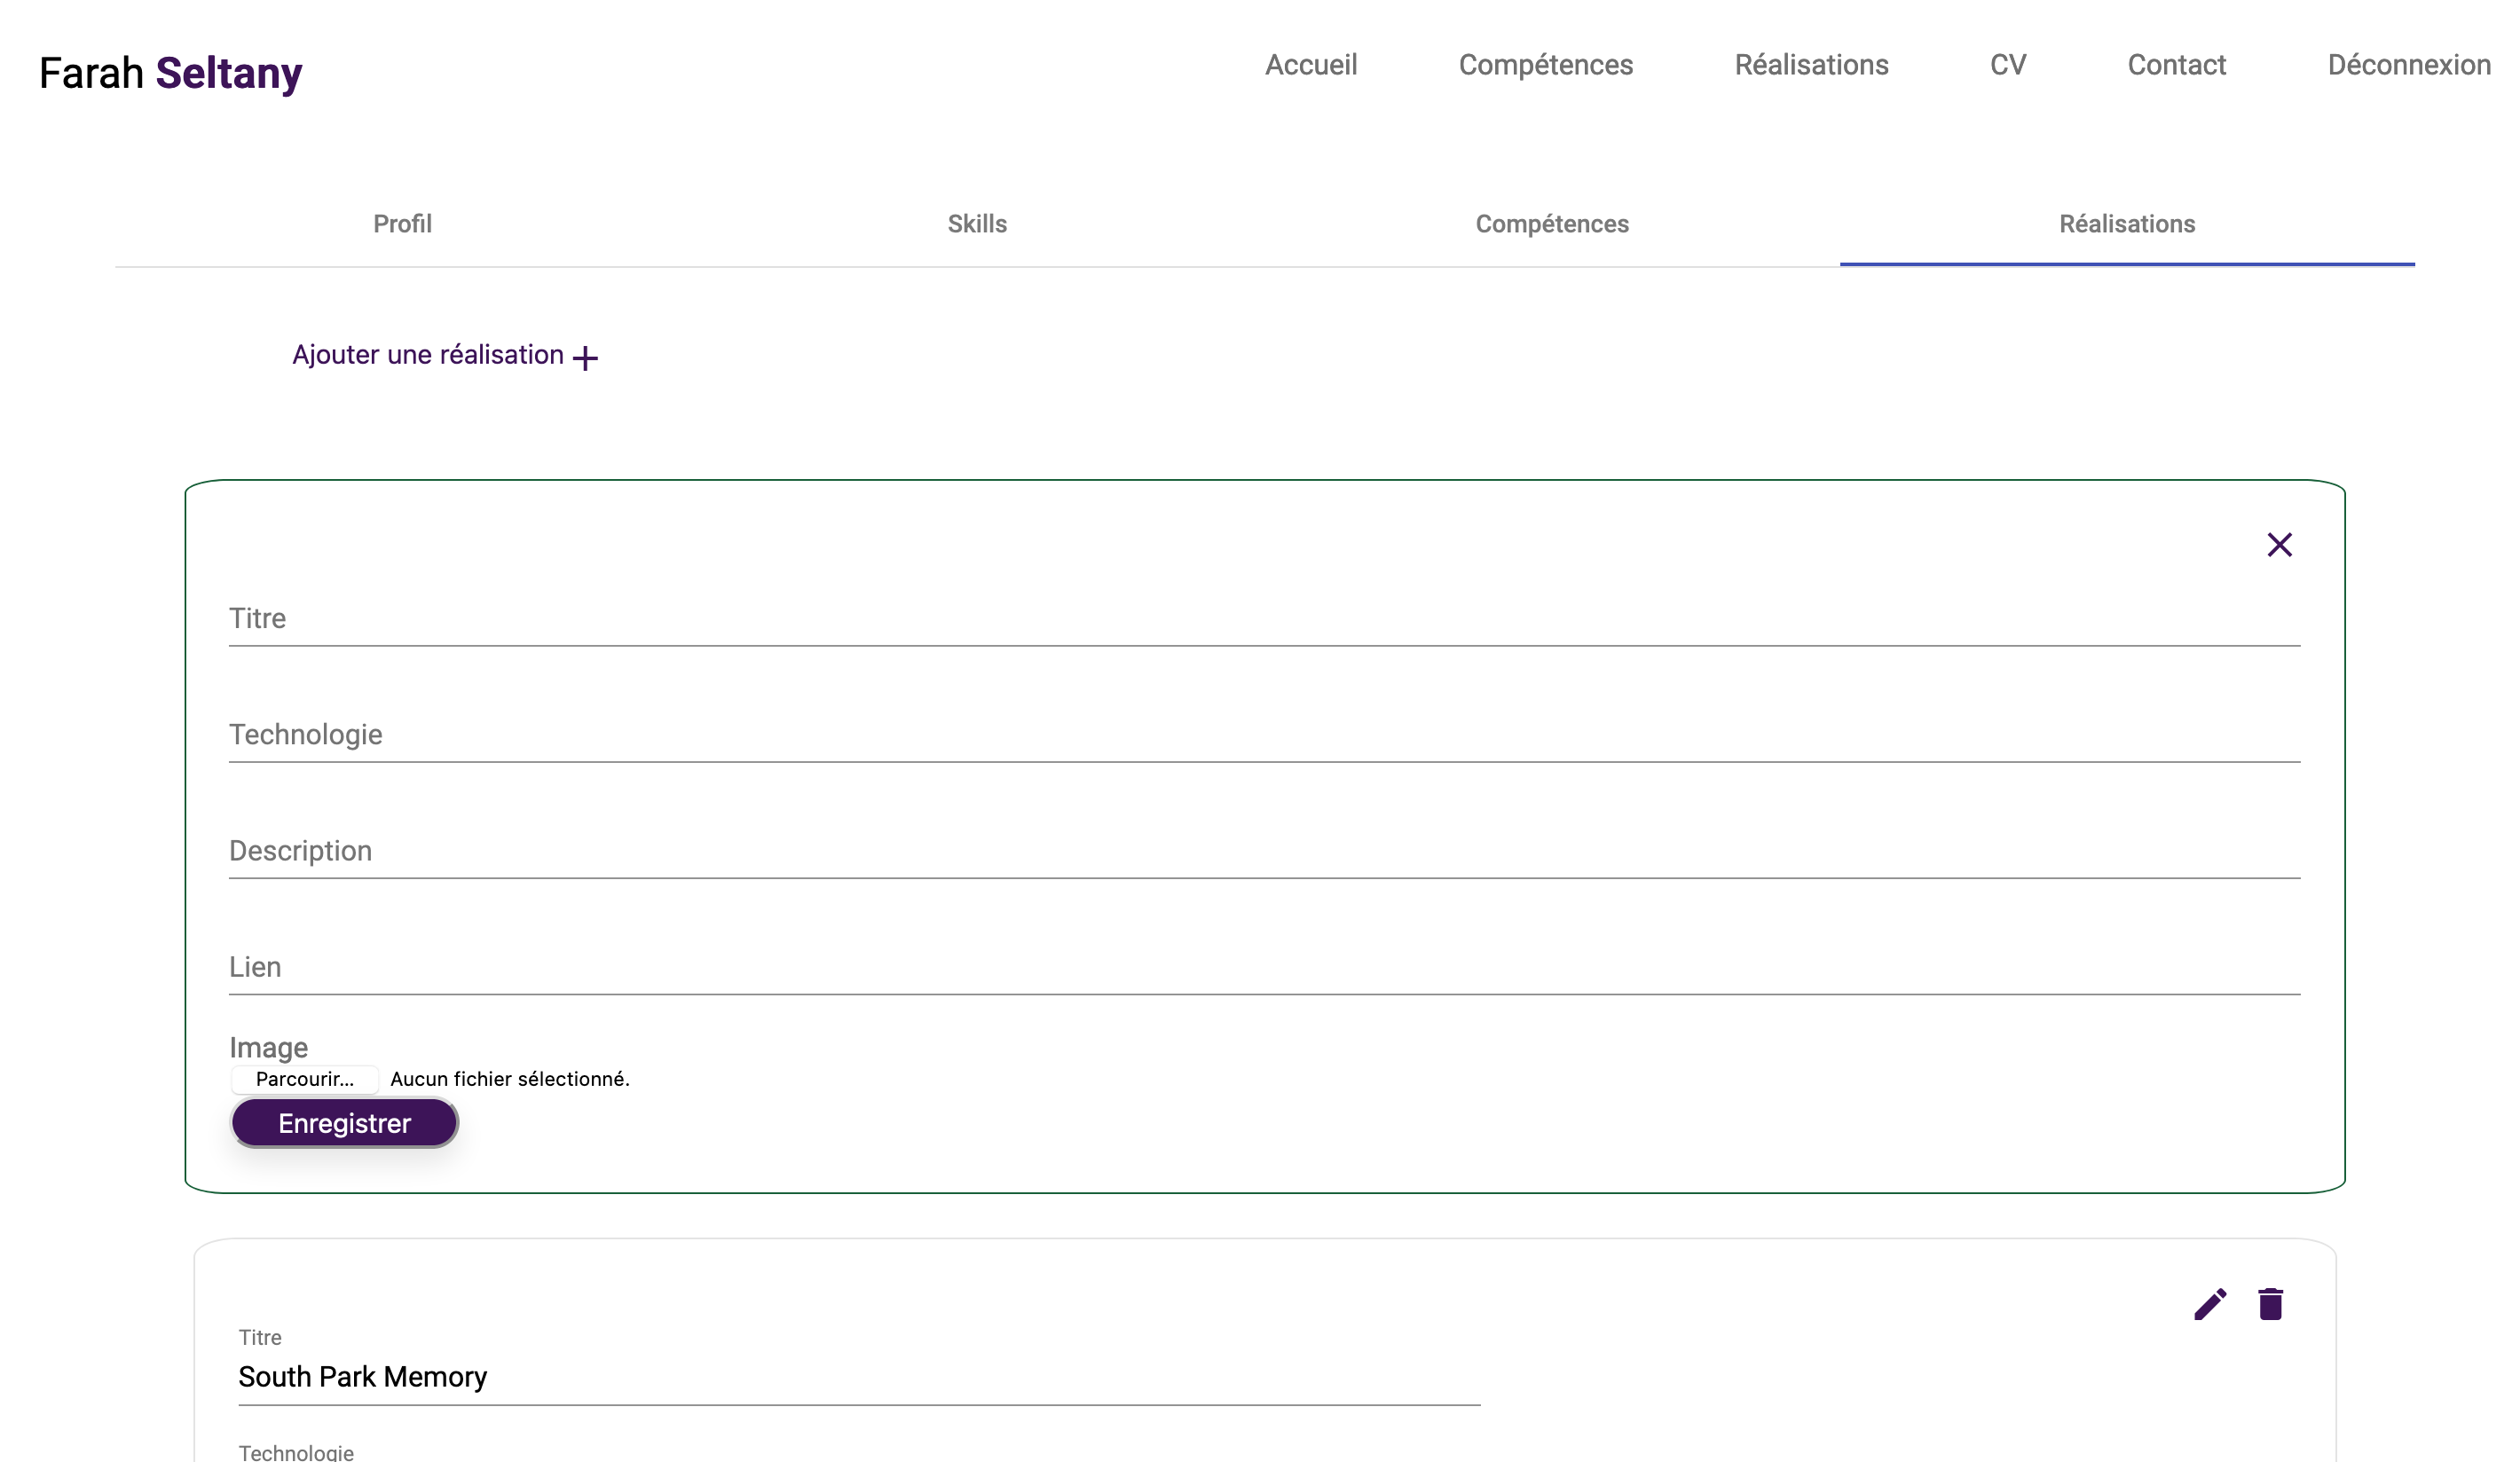 Farah Seltany
Accueil Compétences Réalisations CV Contact Déconnexion
Profil Skills Compétences Réalisations
Ajouter une réalisation
Titre
Technologie
Description
Lien
Image
Parcourir... Aucun fichier sélectionné.
Enregistrer
Titre
South Park Memory
Technologie